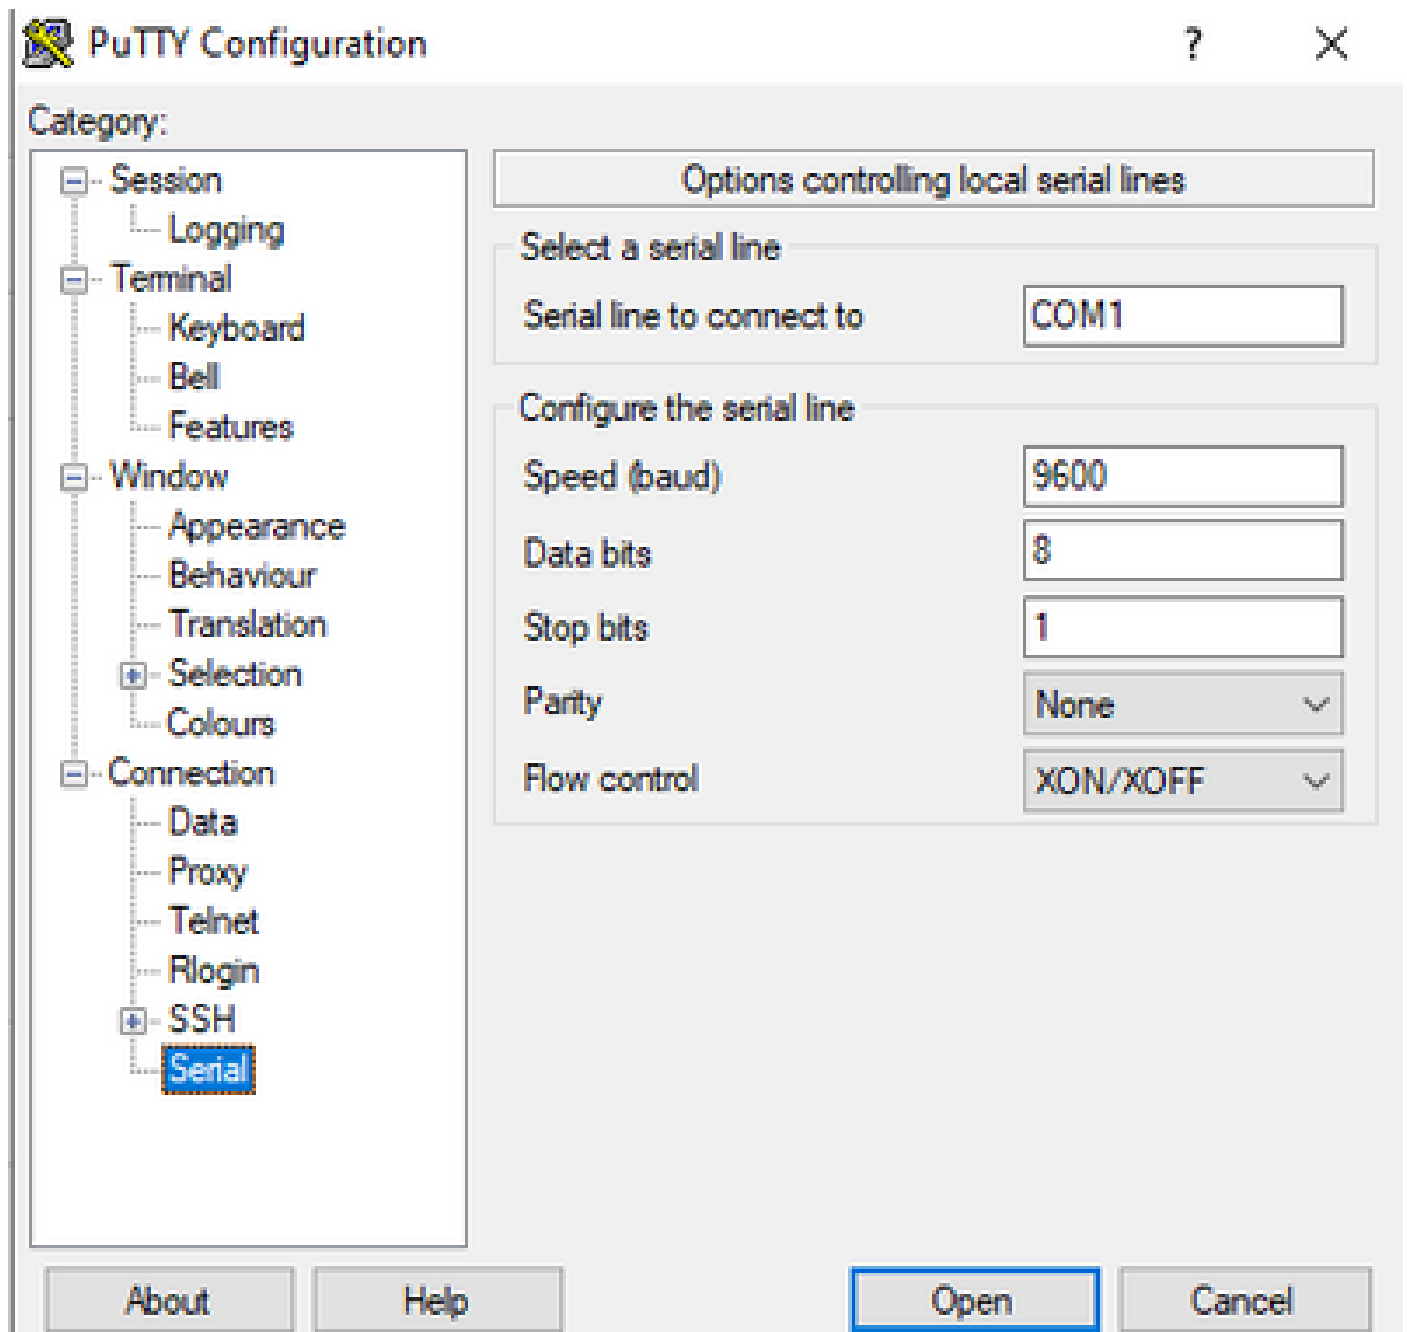 PuTTY Configuration
?
Category:
Session
Logging
Terminal
Keyboard
Bell
Features
Window
Appearance
Behaviour
Translation
Selection
Colours
Connection
Data
Proxy
Telnet
Rlogin
SSH
Serial
Options controlling local serial lines
Select a serial line
Serial line to connect to COM1
Configure the serial line
Speed (baud) 9600
Data bits 8
Stop bits 1
Parity None
Flow control XON/XOFF
About Help Open Cancel